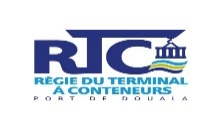 RTC
RÉGIE DU TERMINAL
À CONTENEURS
PORT DE DOUALA